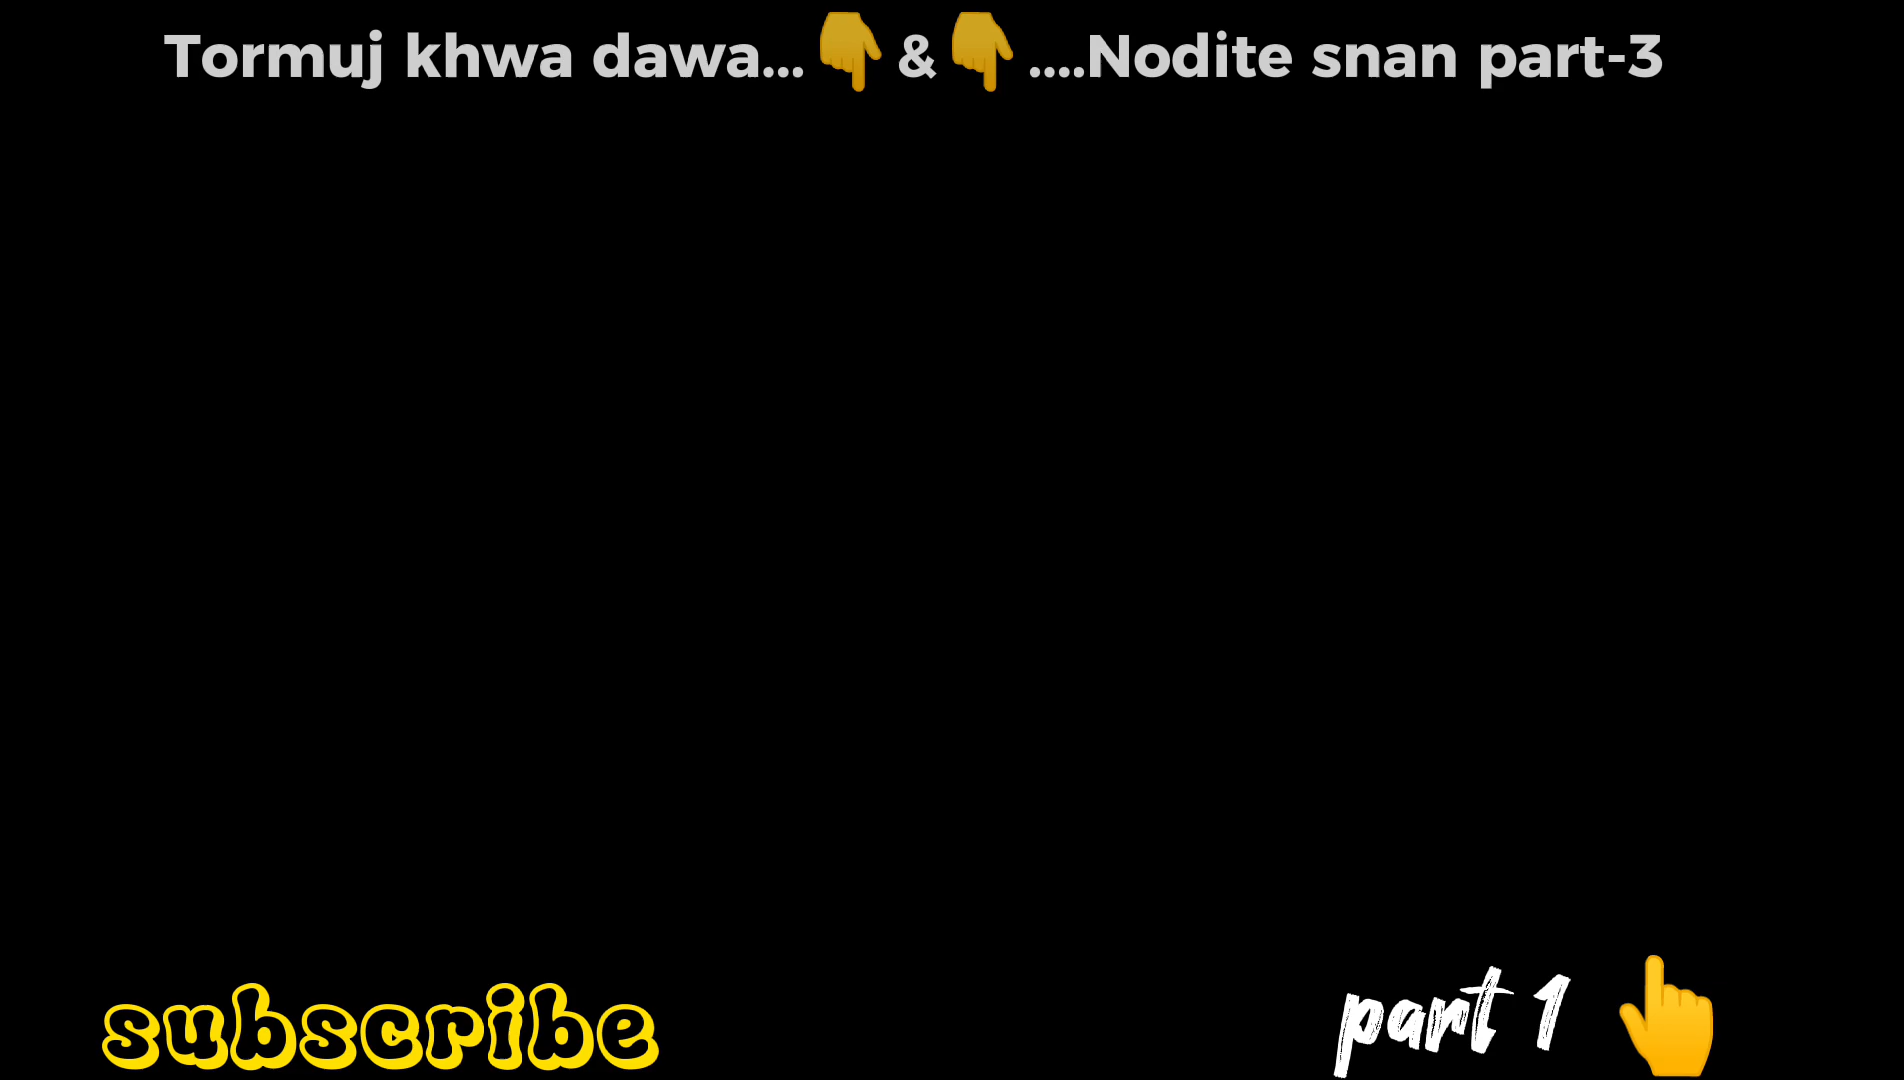 Tormuj khwa dawa...👇&👇....Nodite snan part-3
subscribe
part 1 👆